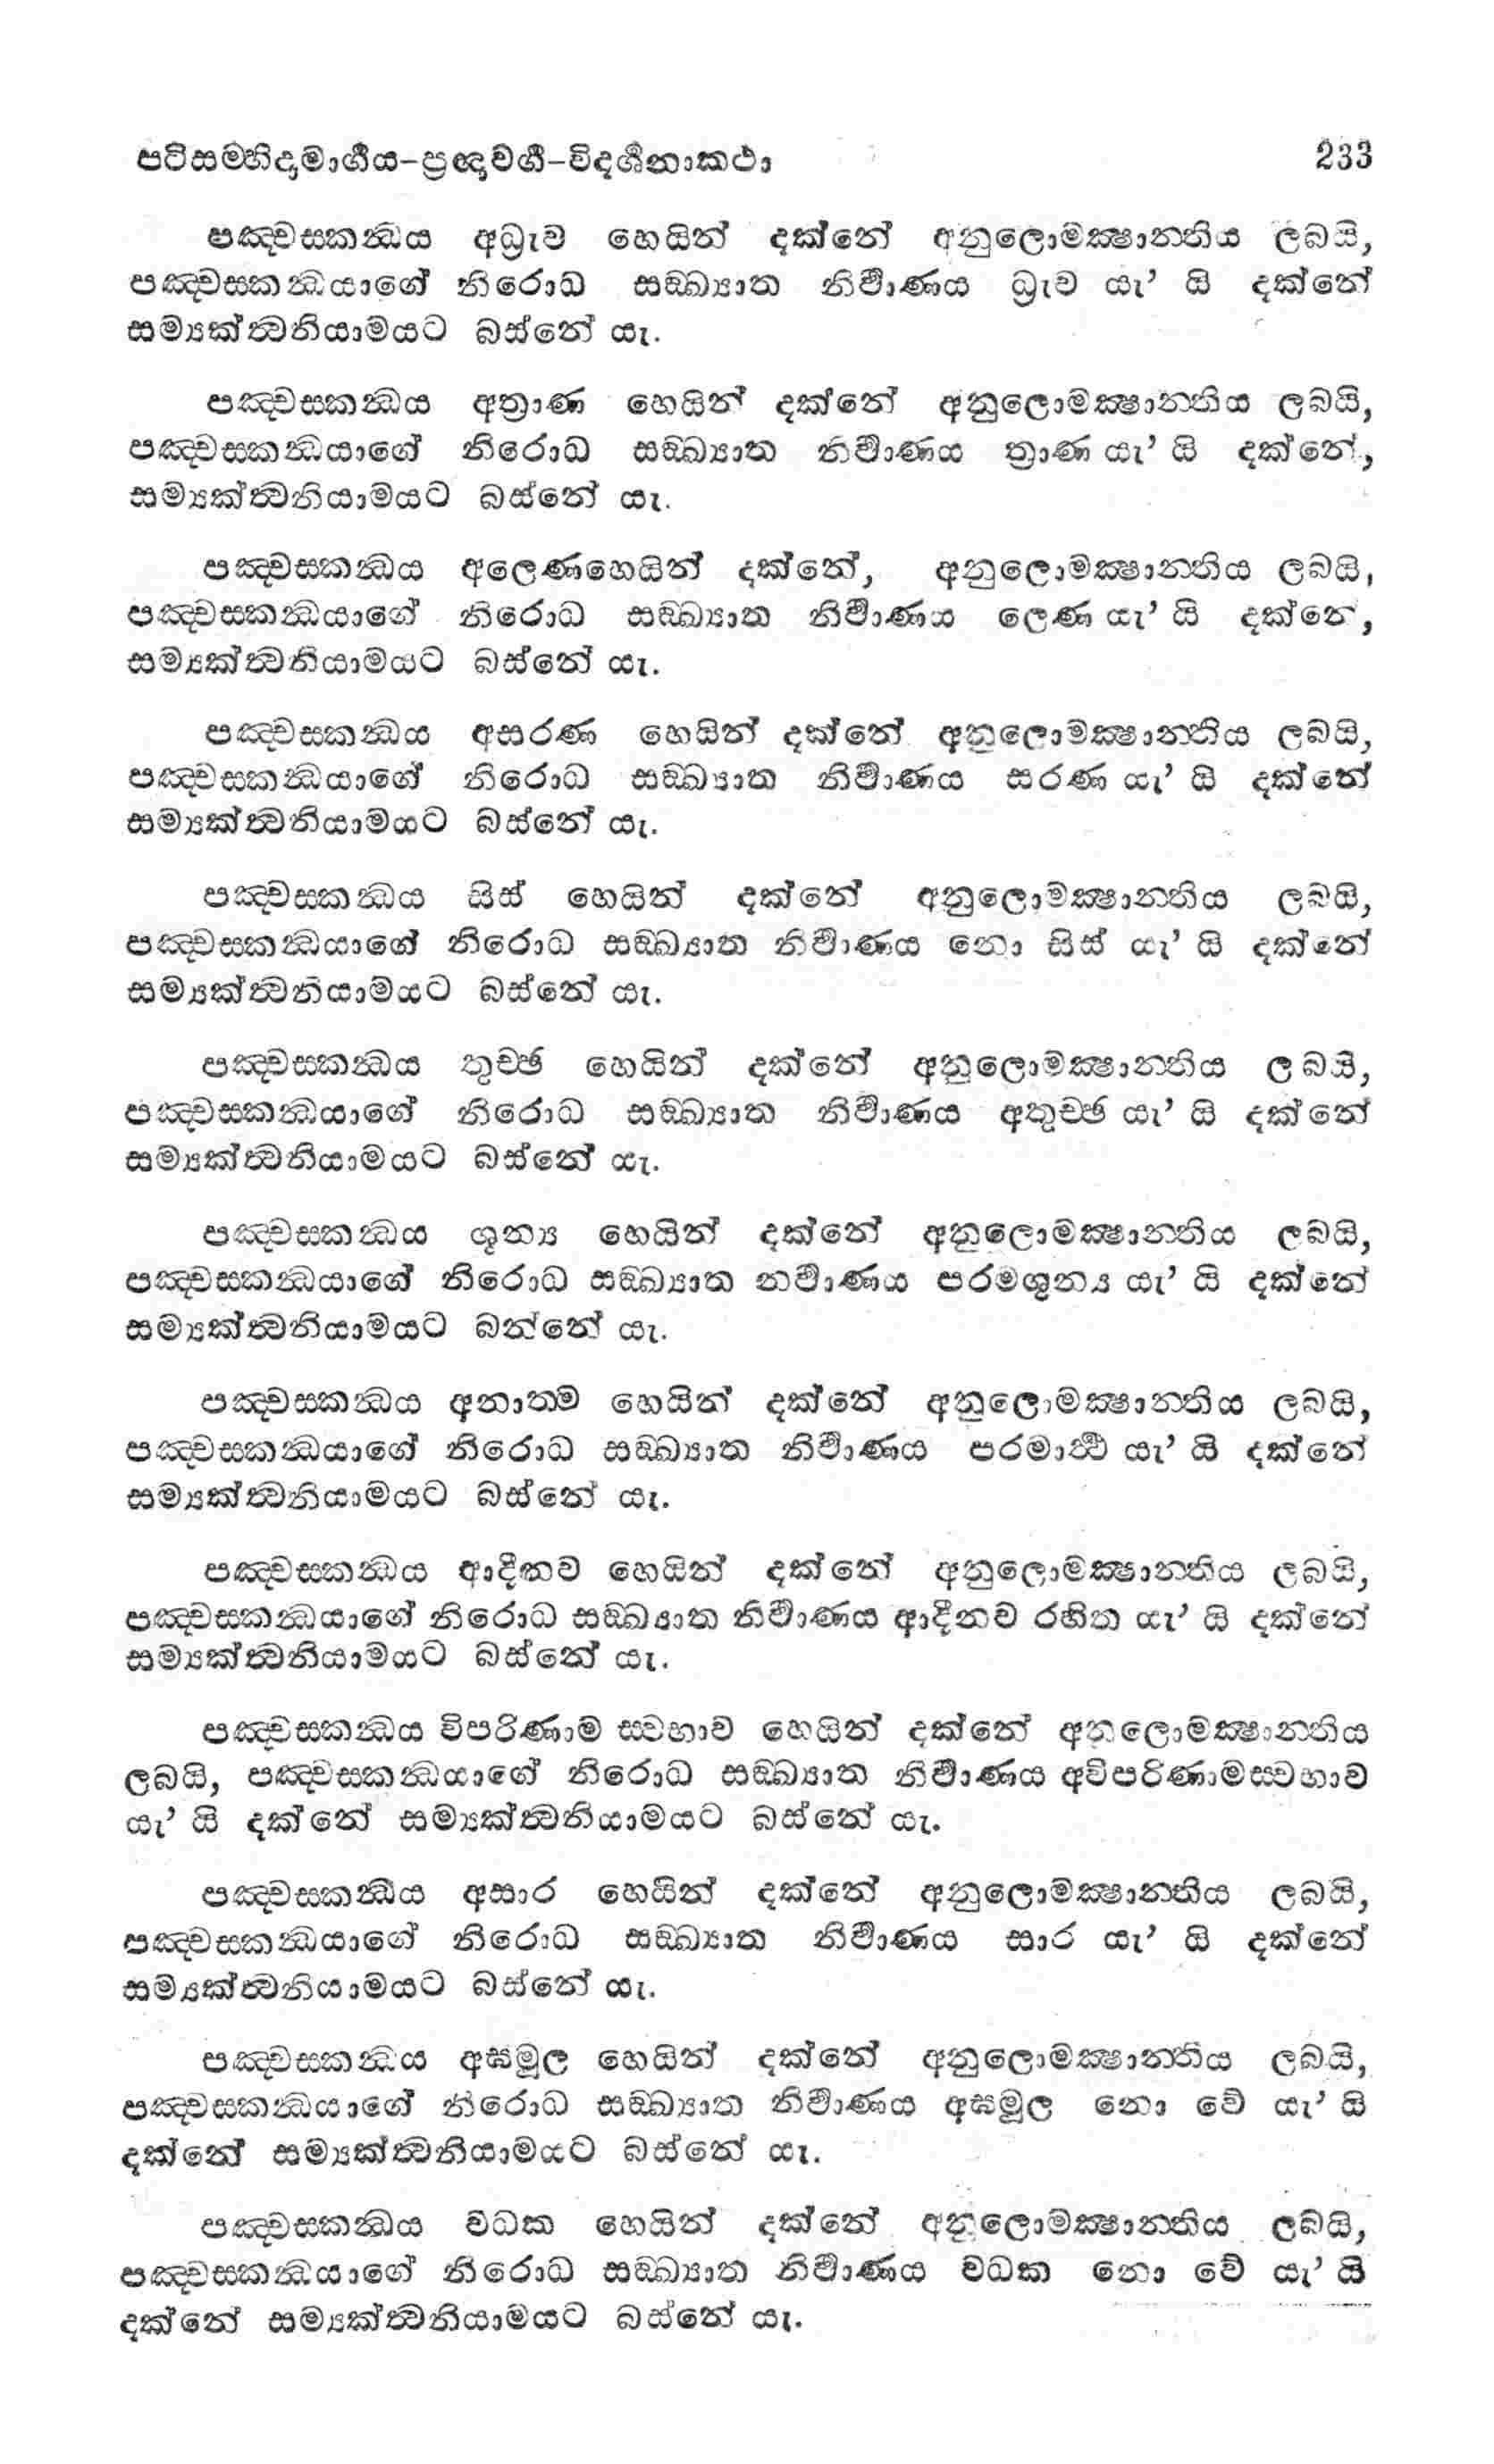 පටිසම්භිදාමාර්‍ගය-ප්‍රඥාවර්‍ග-විදර්‍ශනාකථා 233
පඤ්චස්කන්‍ධය අධ්‍රැව හෙයින් දක්නේ අනුලොමක්‍ෂාන්තිය ලබයි,
පඤ්චස්කන්‍ධයාගේ නිරොධ සඞ්ඛ්‍යාත නිර්‍වාණය ධ්‍රැව යැ’ යි දක්නේ
සම්‍යක්ත්‍වනියාමයට බස්නේ යැ.
පඤ්චස්කන්‍ධය අත්‍රාණ හෙයින් දක්නේ අනුලොමක්‍ෂාන්තිය ලබයි,
පඤ්චස්කන්‍ධයාගේ නිරොධ සඞ්ඛ්‍යාත නිර්‍වාණය ත්‍රාණ යැ’ යි දක්නේ,
සම්‍යක්ත්‍වනියාමයට බස්නේ යැ.
පඤ්චස්කන්‍ධය අලෙණහෙයින් දක්නේ, අනුලොමක්‍ෂාන්තිය ලබයි,
පඤ්චස්කන්‍ධයාගේ නිරොධ සඞ්ඛ්‍යාත නිර්‍වාණය ලෙණ යැ’ යි දක්නෙ,
සම්‍යක්ත්‍වනියාමයට බස්නේ යැ.
පඤ්චස්කන්‍ධය අසරණ හෙයින් දක්නේ අනුලොමක්‍ෂාන්තිය ලබයි,
පඤ්චස්කන්‍ධයාගේ නිරොධ සඞ්ඛ්‍යාත නිර්‍වාණය සරණ යැ’ යි දක්නේ
සම්‍යක්ත්‍වනියාමයට බස්නේ යැ.
පඤ්චස්කන්‍ධය සිස් හෙයින් දක්නේ අනුලොමක්‍ෂාන්තිය ලබයි,
පඤ්චස්කන්‍ධයාගේ නිරොධ සඞ්ඛ්‍යාත නිර්‍වාණය නො සිස් යැ’ යි දක්නේ
සම්‍යක්ත්‍වනියාමයට බස්නේ යැ.
පඤ්චස්කන්‍ධය තුච්ඡ හෙයින් දක්නේ අනුලොමක්‍ෂාන්තිය ලබයි,
පඤ්චස්කන්‍ධයාගේ නිරොධ සඞ්ඛ්‍යාත නිර්‍වාණය අතුච්ඡ යැ’ යි දක්නේ
සම්‍යක්ත්‍වනියාමයට බස්නේ යැ.
පඤ්චස්කන්‍ධය ශුන්‍ය හෙයින් දක්නේ අනුලොමක්‍ෂාන්තිය ලබයි,
පඤ්චස්කන්‍ධයාගේ නිරොධ සඞ්ඛ්‍යාත නර්‍වාණය පරමශුන්‍ය යැ’ යි දක්නේ
සම්‍යක්ත්‍වනියාමයට බන්නේ යැ.
පඤ්චස්කන්‍ධය අනාත්ම හෙයින් දක්නේ අනුලොමක්‍ෂාන්තිය ලබයි,
පඤ්චස්කන්‍ධයාගේ නිරොධ සඞ්ඛ්‍යාත නිර්‍වාණය පරමාර්‍ථ යැ’ යි දක්නේ
සම්‍යක්ත්‍වනියාමයට බස්නේ යැ.
පඤ්චස්කන්‍ධය ආදීනව හෙයින් දක්නේ අනුලොමක්‍ෂාන්තිය ලබයි,
පඤ්චස්කන්‍ධයාගේ නිරොධ සඞ්ඛ්‍යාත නිර්‍වාණය ආදීනව රහිත යැ’ යි දක්නේ
සම්‍යක්ත්‍වනියාමයට බස්නේ යැ.
පඤ්චස්කන්‍ධය විපරිණාම ස්වභාව හෙයින් දක්නේ අනුලොමක්‍ෂාන්තිය
ලබයි, පඤ්චස්කන්‍ධයාගේ නිරොධ සඞ්ඛ්‍යාත නිර්‍වාණය අවිපරිණාමස්වභාව
යැ’ යි දක්නේ සම්‍යක්ත්‍වනියාමයට බස්නේ යැ.
පඤ්චස්කන්‍ධය අසාර හෙයින් දක්නේ අනුලොමක්‍ෂාන්තිය ලබයි,
පඤ්චස්කන්‍ධයාගේ නිරොධ සඞ්ඛ්‍යාත නිර්‍වාණය සාර යැ’ යි දක්නේ
සම්‍යක්ත්‍වනියාමයට බස්නේ යැ.
පඤ්චස්කන්‍ධය අඝමූල හෙයින් දක්නේ අනුලොමක්‍ෂාන්තිය ලබයි,
පඤ්චස්කන්‍ධයාගේ නිරොධ සඞ්ඛ්‍යාත නිර්‍වාණය අඝමූල නො වේ යැ’ යි
දක්නේ සම්‍යක්ත්‍වනියාමයට බස්නේ යැ.
පඤ්චස්කන්‍ධය වධක හෙයින් දක්නේ අනුලොමක්‍ෂාන්තිය ලබයි,
පඤ්චස්කන්‍ධයාගේ නිරොධ සඞ්ඛ්‍යාත නිර්‍වාණය වධක නො වේ යැ’ යි
දක්නේ සම්‍යක්ත්‍වනියාමයට බස්නේ යැ.